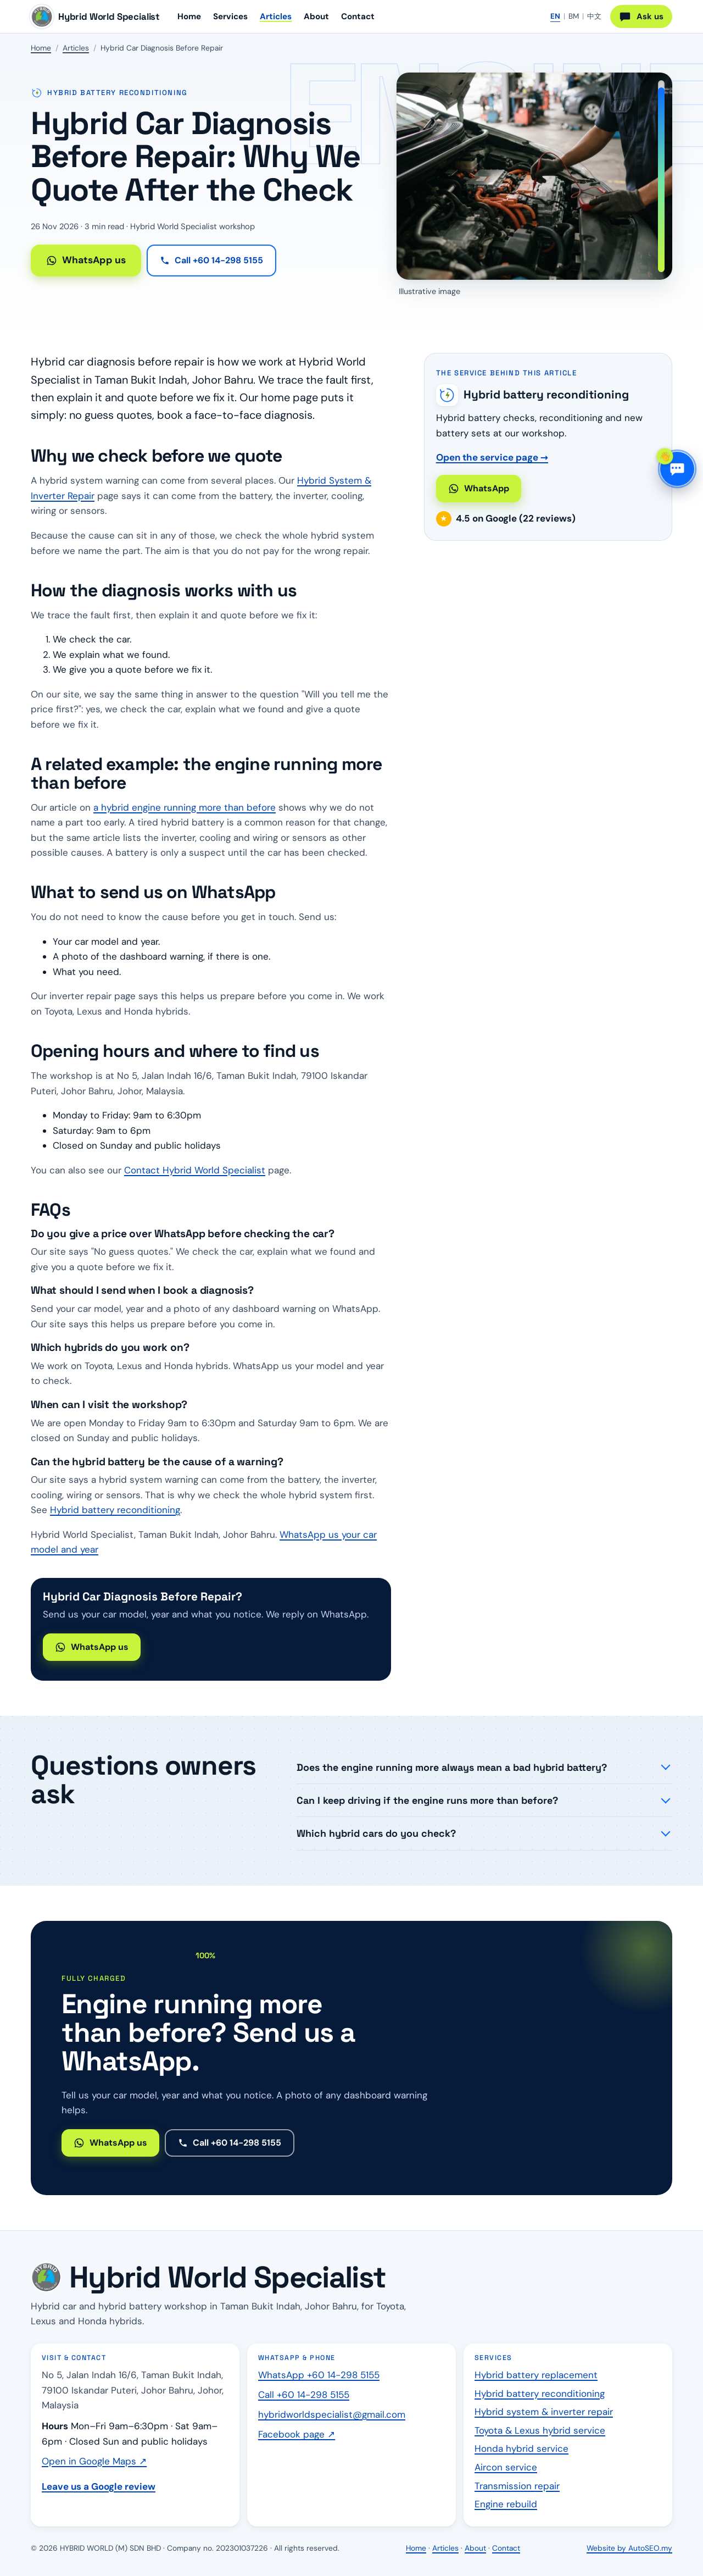 Hybrid World Specialist Home Services Articles About Contact EN | BM | 中文 Ask us
Home / Articles / Hybrid Car Diagnosis Before Repair
HYBRID BATTERY RECONDITIONING
Hybrid Car Diagnosis
Before Repair: Why We
Quote After the Check
26 Nov 2026 · 3 min read · Hybrid World Specialist workshop
WhatsApp us Call +60 14-298 5155
Illustrative image
Hybrid car diagnosis before repair is how we work at Hybrid World
Specialist in Taman Bukit Indah, Johor Bahru. We trace the fault first,
then explain it and quote before we fix it. Our home page puts it
simply: no guess quotes, book a face-to-face diagnosis.
THE SERVICE BEHIND THIS ARTICLE
Hybrid battery reconditioning
Hybrid battery checks, reconditioning and new
battery sets at our workshop.
Open the service page →
WhatsApp
4.5 on Google (22 reviews)
Why we check before we quote
A hybrid system warning can come from several places. Our Hybrid System &
Inverter Repair page says it can come from the battery, the inverter, cooling,
wiring or sensors.
Because the cause can sit in any of those, we check the whole hybrid system
before we name the part. The aim is that you do not pay for the wrong repair.
How the diagnosis works with us
We trace the fault first, then explain it and quote before we fix it:
1. We check the car.
2. We explain what we found.
3. We give you a quote before we fix it.
On our site, we say the same thing in answer to the question "Will you tell me the
price first?": yes, we check the car, explain what we found and give a quote
before we fix it.
A related example: the engine running more
than before
Our article on a hybrid engine running more than before shows why we do not
name a part too early. A tired hybrid battery is a common reason for that change,
but the same article lists the inverter, cooling and wiring or sensors as other
possible causes. A battery is only a suspect until the car has been checked.
What to send us on WhatsApp
You do not need to know the cause before you get in touch. Send us:
• Your car model and year.
• A photo of the dashboard warning, if there is one.
• What you need.
Our inverter repair page says this helps us prepare before you come in. We work
on Toyota, Lexus and Honda hybrids.
Opening hours and where to find us
The workshop is at No 5, Jalan Indah 16/6, Taman Bukit Indah, 79100 Iskandar
Puteri, Johor Bahru, Johor, Malaysia.
• Monday to Friday: 9am to 6:30pm
• Saturday: 9am to 6pm
• Closed on Sunday and public holidays
You can also see our Contact Hybrid World Specialist page.
FAQs
Do you give a price over WhatsApp before checking the car?
Our site says "No guess quotes." We check the car, explain what we found and
give you a quote before we fix it.
What should I send when I book a diagnosis?
Send your car model, year and a photo of any dashboard warning on WhatsApp.
Our site says this helps us prepare before you come in.
Which hybrids do you work on?
We work on Toyota, Lexus and Honda hybrids. WhatsApp us your model and year
to check.
When can I visit the workshop?
We are open Monday to Friday 9am to 6:30pm and Saturday 9am to 6pm. We are
closed on Sunday and public holidays.
Can the hybrid battery be the cause of a warning?
Our site says a hybrid system warning can come from the battery, the inverter,
cooling, wiring or sensors. That is why we check the whole hybrid system first.
See Hybrid battery reconditioning.
Hybrid World Specialist, Taman Bukit Indah, Johor Bahru. WhatsApp us your car
model and year
Hybrid Car Diagnosis Before Repair?
Send us your car model, year and what you notice. We reply on WhatsApp.
WhatsApp us
Questions owners
ask
Does the engine running more always mean a bad hybrid battery?
Can I keep driving if the engine runs more than before?
Which hybrid cars do you check?
100%
FULLY CHARGED
Engine running more
than before? Send us a
WhatsApp.
Tell us your car model, year and what you notice. A photo of any dashboard warning
helps.
WhatsApp us Call +60 14-298 5155
Hybrid World Specialist
Hybrid car and hybrid battery workshop in Taman Bukit Indah, Johor Bahru, for Toyota,
Lexus and Honda hybrids.
VISIT & CONTACT
No 5, Jalan Indah 16/6, Taman Bukit Indah,
79100 Iskandar Puteri, Johor Bahru, Johor,
Malaysia
Hours Mon–Fri 9am–6:30pm · Sat 9am–
6pm · Closed Sun and public holidays
Open in Google Maps ↗
Leave us a Google review
WHATSAPP & PHONE
WhatsApp +60 14-298 5155
Call +60 14-298 5155
hybridworldspecialist@gmail.com
Facebook page ↗
SERVICES
Hybrid battery replacement
Hybrid battery reconditioning
Hybrid system & inverter repair
Toyota & Lexus hybrid service
Honda hybrid service
Aircon service
Transmission repair
Engine rebuild
© 2026 HYBRID WORLD (M) SDN BHD · Company no. 202301037226 · All rights reserved. Home · Articles · About · Contact Website by AutoSEO.my